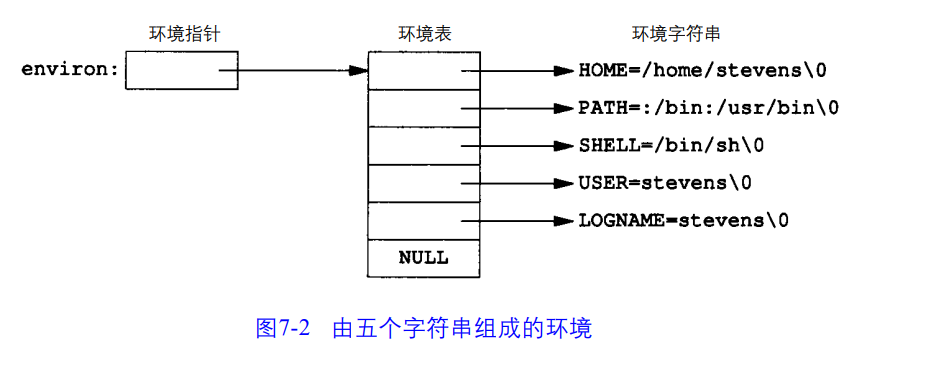 环境指针 环境表 环境字符串
environ: HOME=/home/stevens\0
PATH=:/bin:/usr/bin\0
SHELL=/bin/sh\0
USER=stevens\0
LOGNAME=stevens\0
NULL
图7-2 由五个字符串组成的环境